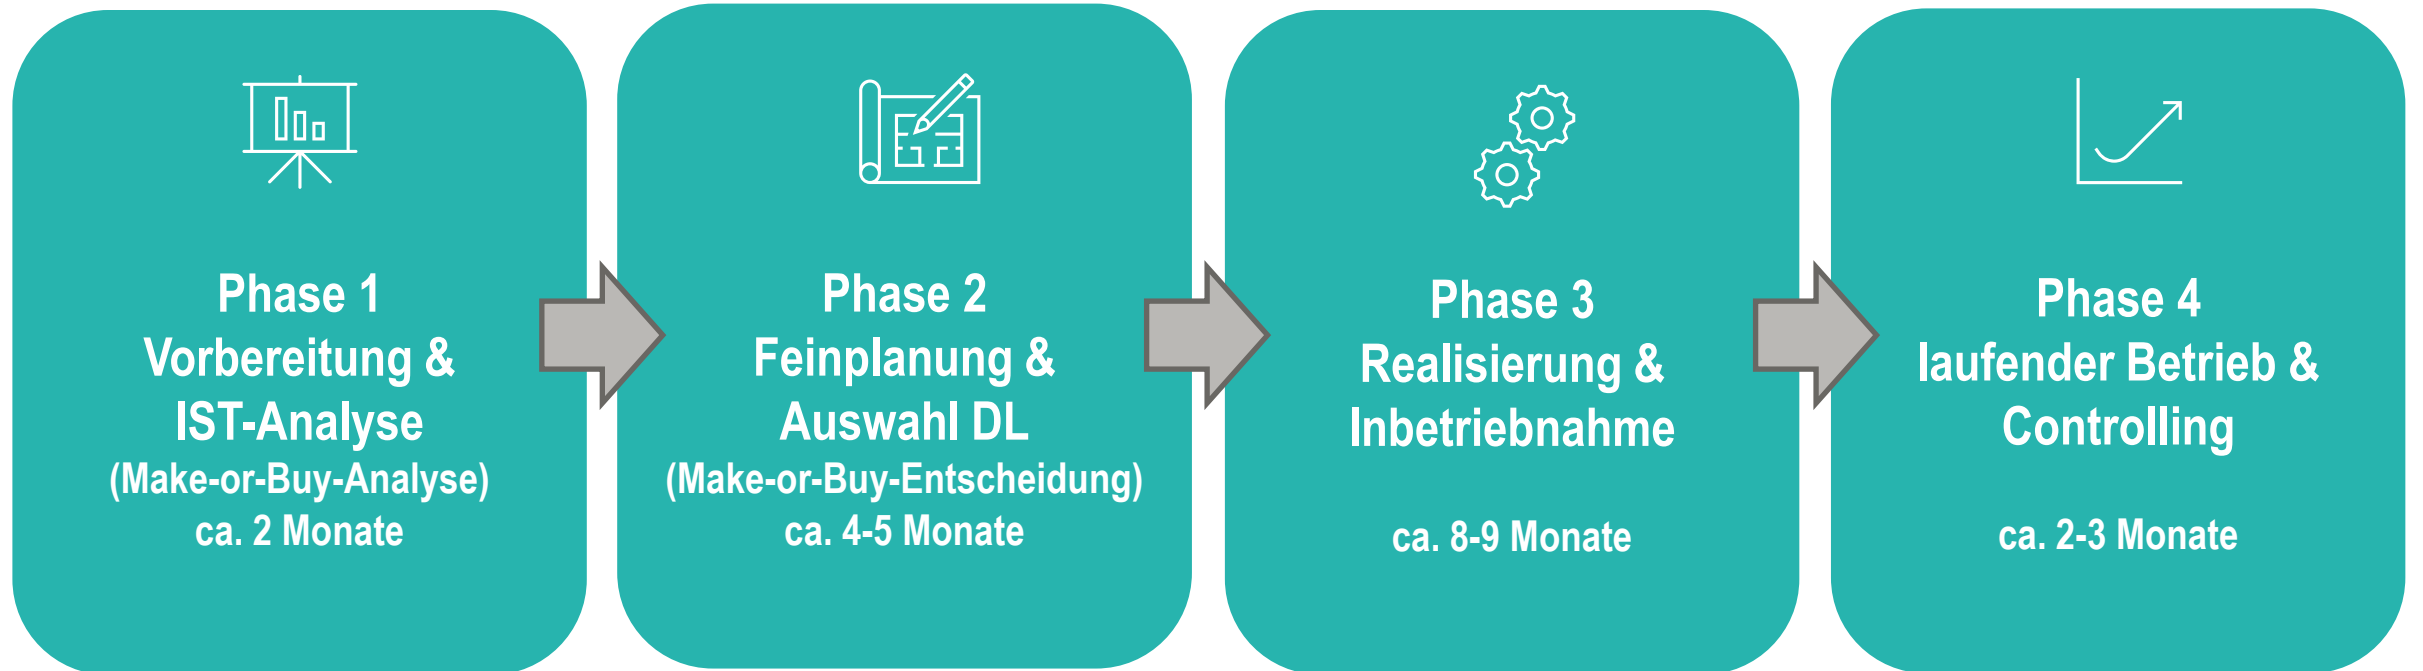 Phase 1
Vorbereitung &
IST-Analyse
(Make-or-Buy-Analyse)
ca. 2 Monate
Phase 2
Feinplanung &
Auswahl DL
(Make-or-Buy-Entscheidung)
ca. 4-5 Monate
Phase 3
Realisierung &
Inbetriebnahme
ca. 8-9 Monate
Phase 4
laufender Betrieb &
Controlling
ca. 2-3 Monate